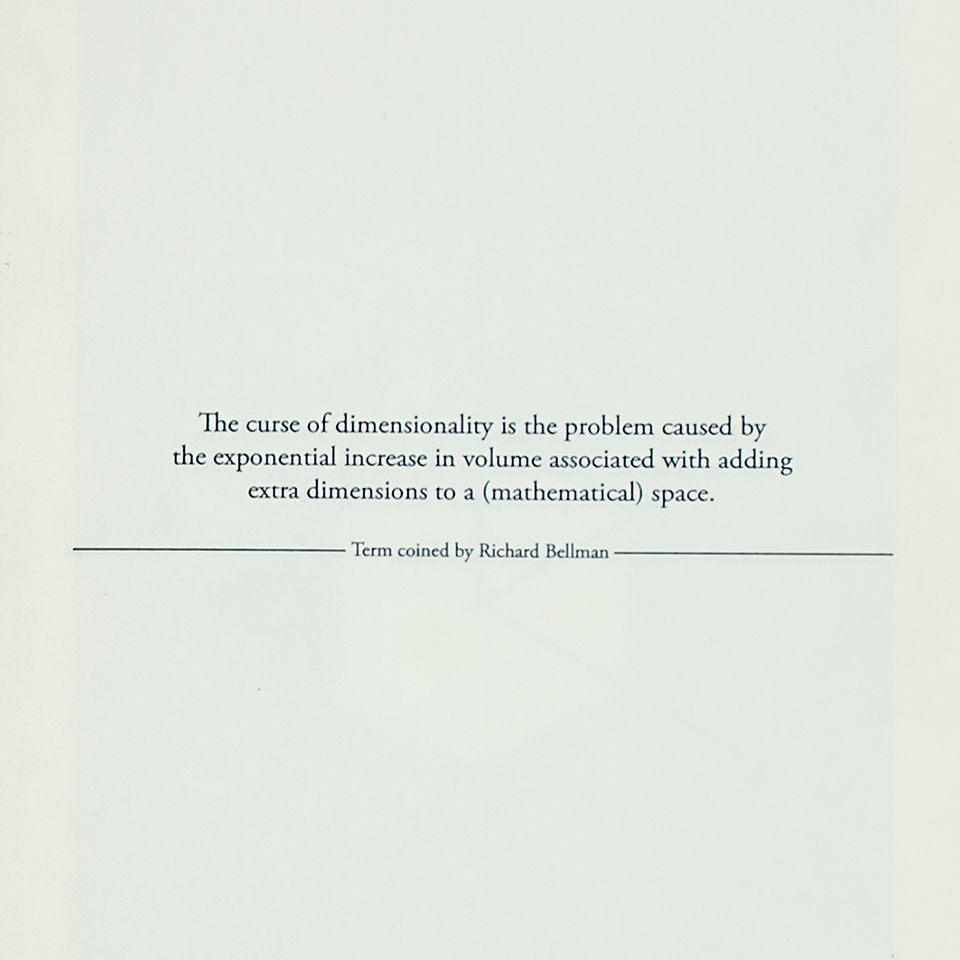 The curse of dimensionality is the problem caused by
the exponential increase in volume associated with adding
extra dimensions to a (mathematical) space.
Term coined by Richard Bellman